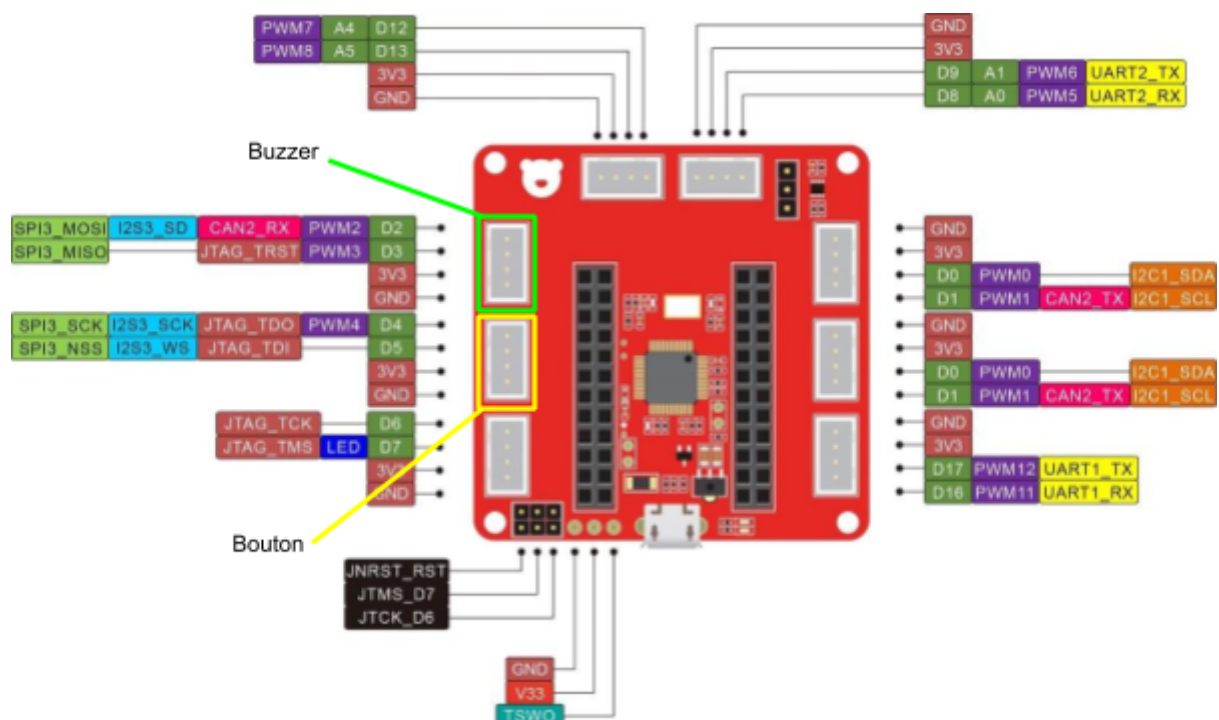 PWM7 A4 D12
PWM8 A5 D13
3V3
GND
GND
3V3
D9 A1 PWM6 UART2_TX
D8 A0 PWM5 UART2_RX
Buzzer
SPI3_MOSI I2S3_SD CAN2_RX PWM2 D2
SPI3_MISO JTAG_TRST PWM3 D3
3V3
GND
SPI3_SCK I2S3_SCK JTAG_TDO PWM4 D4
SPI3_NSS I2S3_WS JTAG_TDI D5
3V3
GND
JTAG_TCK D6
JTAG_TMS LED D7
3V3
GND
GND
3V3
D0 PWM0 I2C1_SDA
D1 PWM1 CAN2_TX I2C1_SCL
GND
3V3
D0 PWM0 I2C1_SDA
D1 PWM1 CAN2_TX I2C1_SCL
GND
3V3
D17 PWM12 UART1_TX
D16 PWM11 UART1_RX
Bouton
JNRST_RST
JTMS_D7
JTCK_D6
GND
V33
TSWO